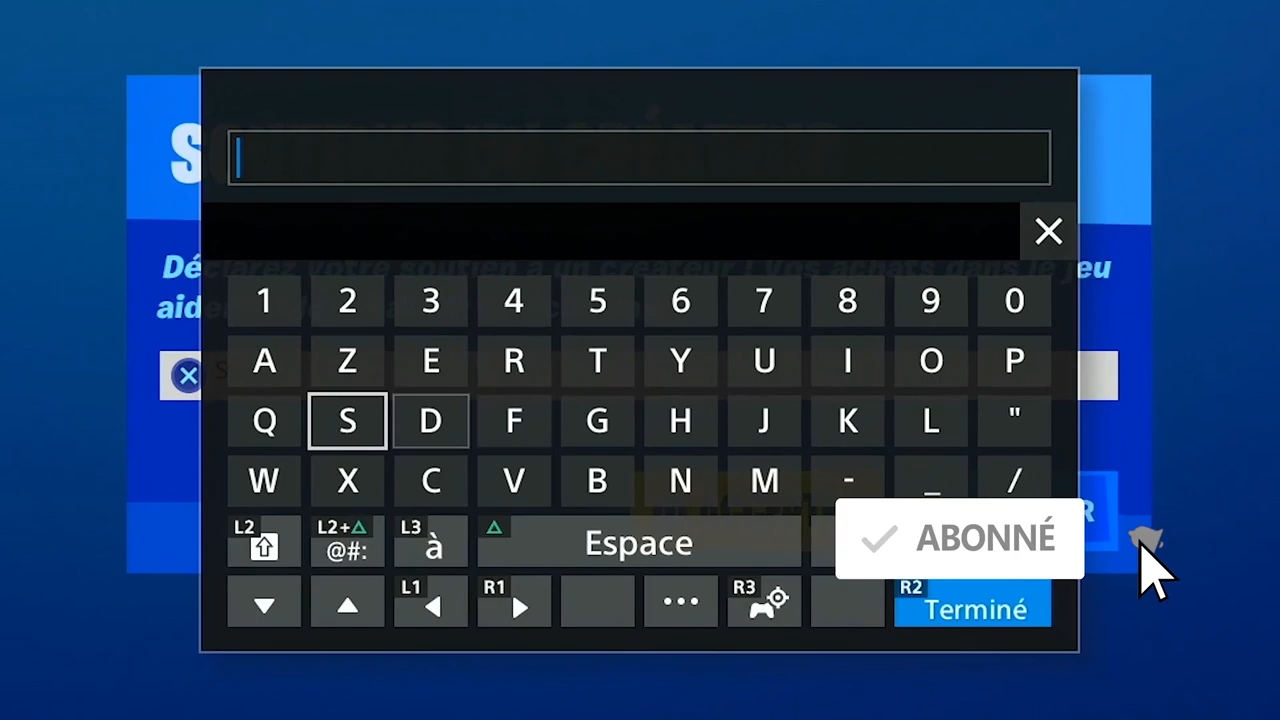 S
Déclarez votre soutien à un créateur ! Vos achats dans le jeu
aide
1 2 3 4 5 6 7 8 9 0
A Z E R T Y U I O P
S
Q S D F G H J K L "
W X C V B N M - _ /
R
L2 L2+△ @#: L3 à △ Espace
ABONNÉ
L1 R1 ... R3 R2 Terminé